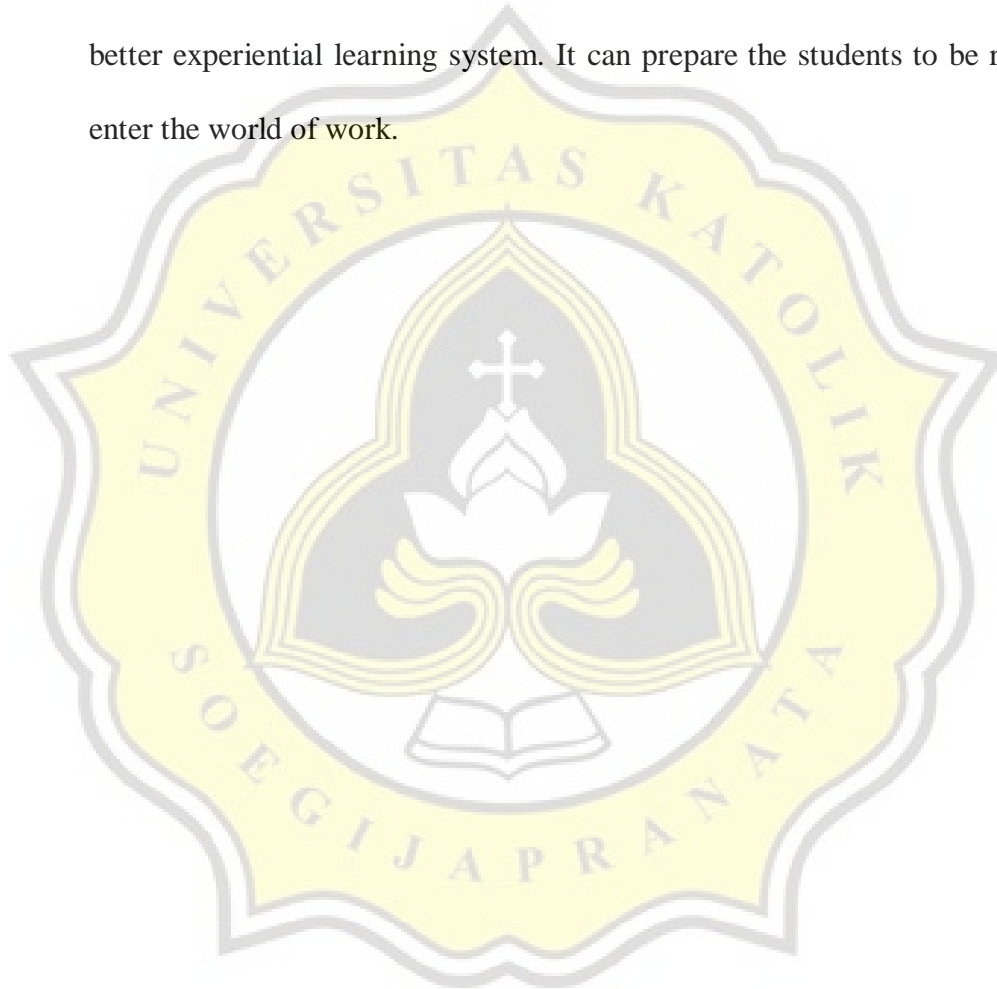 better experiential learning system. It can prepare the students to be
enter the world of work.
UNIVERSITAS KATOLIK
SOEGIJAPRANATA